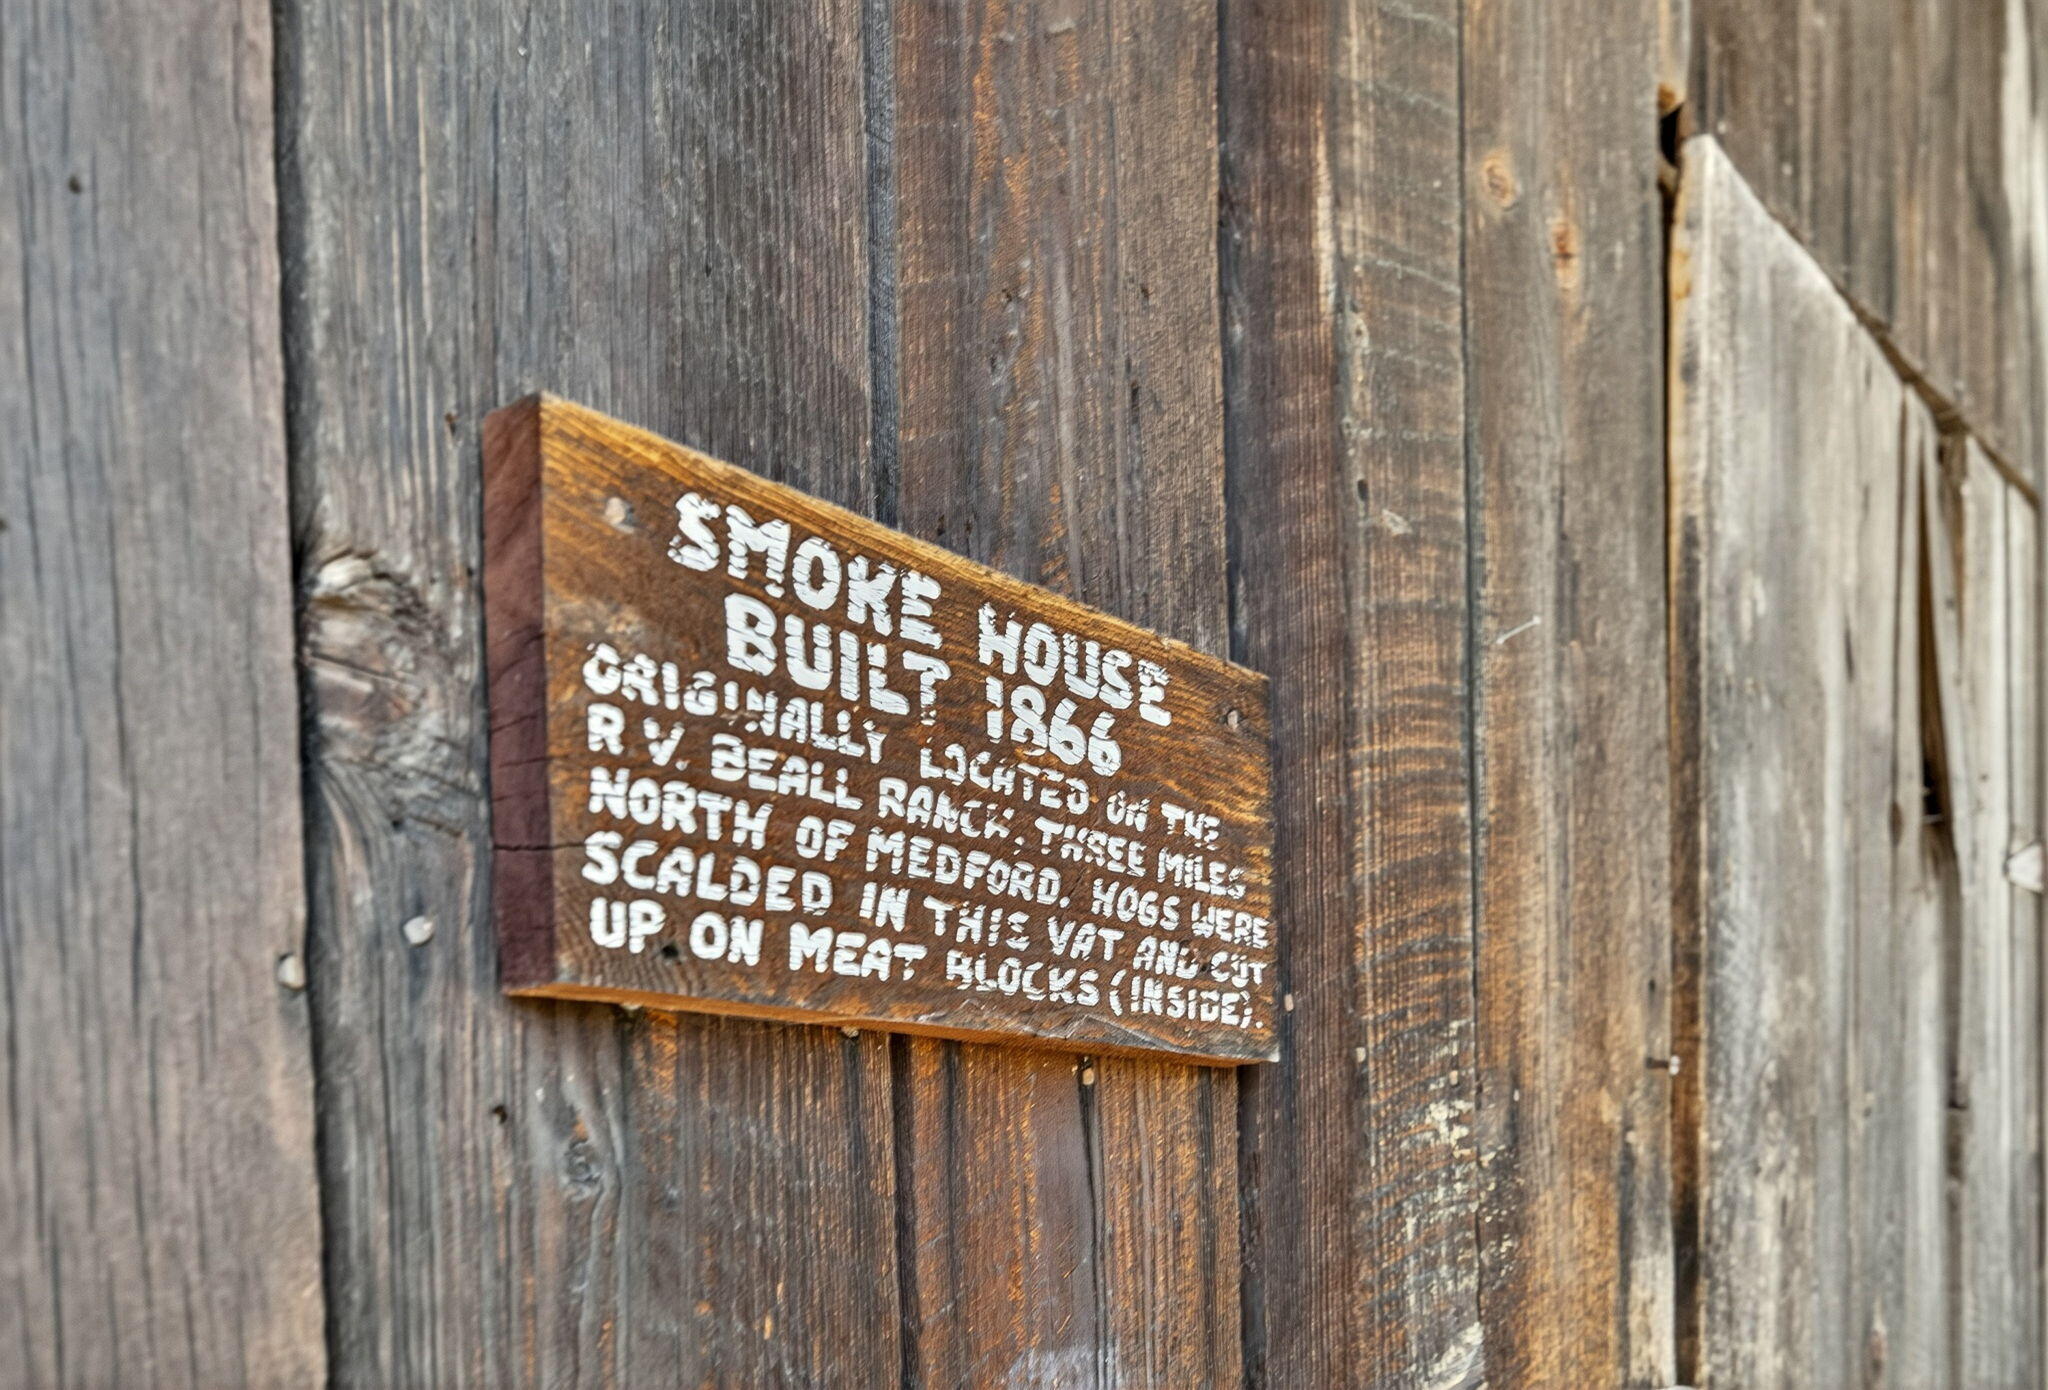 SMOKE HOUSE
BUILT 1866
ORIGINALLY LOCATED ON THE
R V. BEALL RANCH. THREE MILES
NORTH OF MEDFORD. HOGS WERE
SCALDED IN THIS VAT AND CUT
UP ON MEAT BLOCKS (INSIDE).